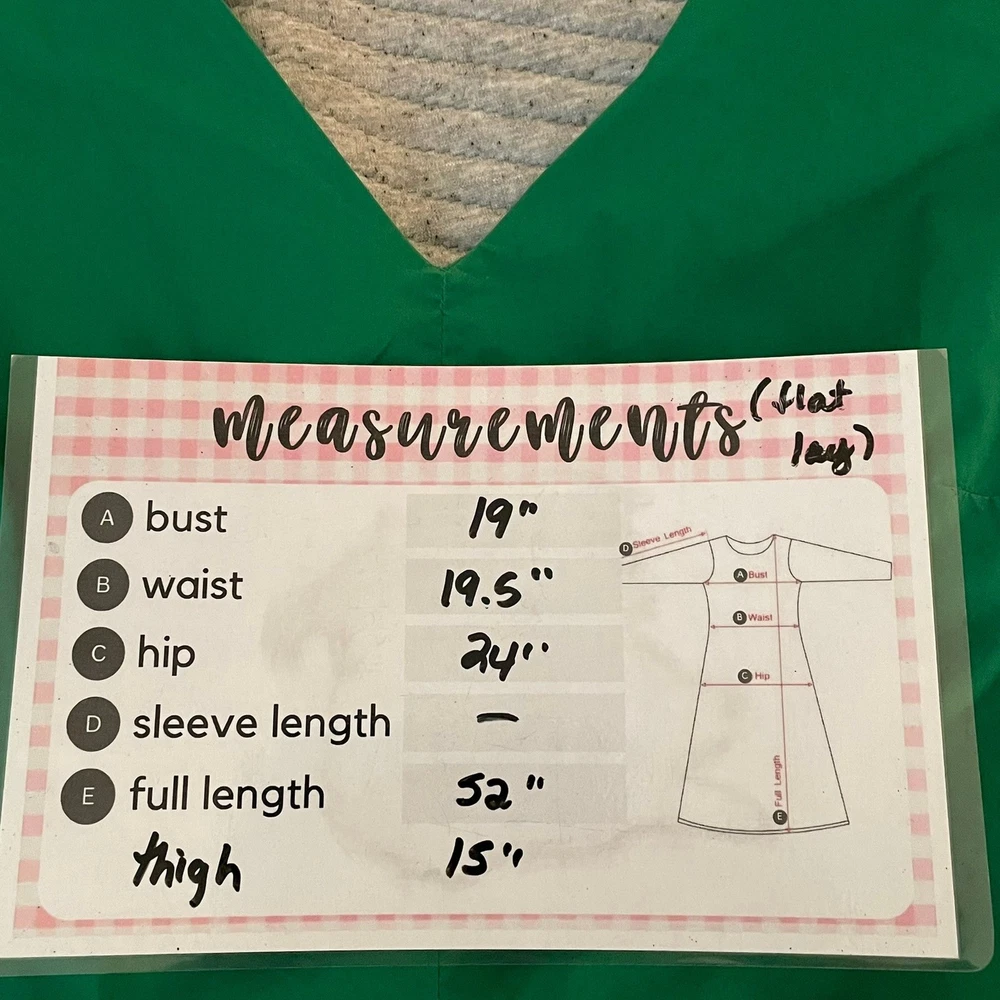 measurements (flat
lay)
A bust 19"
B waist 19.5"
C hip 24"
D sleeve length –
E full length 52"
thigh 15"
D Sleeve Length
A Bust
B Waist
C Hip
Full Length
E